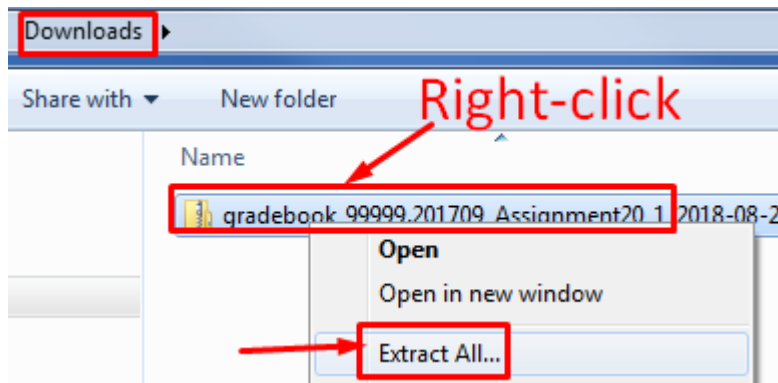 Downloads
Share with New folder
Right-click
Name
gradebook_99999.201709_Assignment20_1_2018-08-2
Open
Open in new window
Extract All...